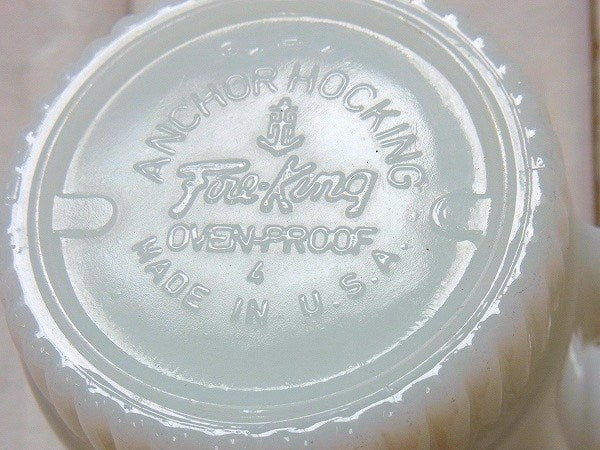 ANCHOR HOCKING
Fire-King
OVEN-PROOF
4
MADE IN U.S.A.